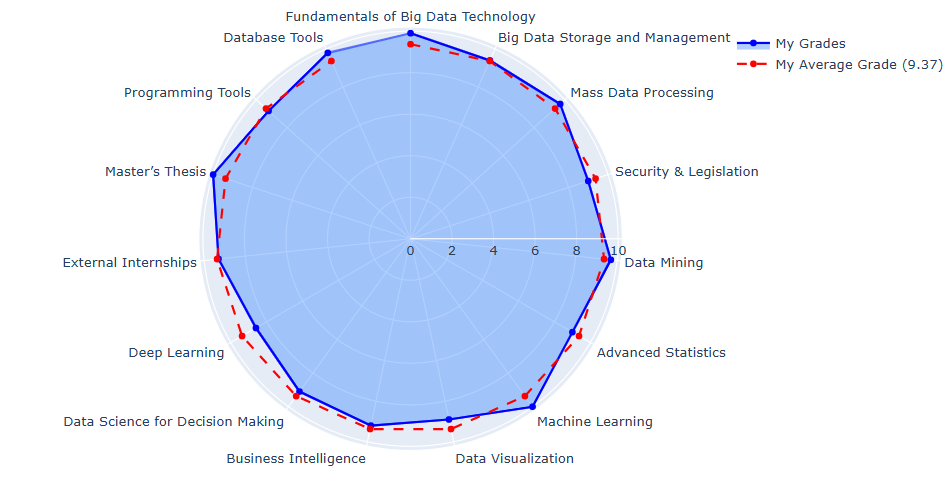 Fundamentals of Big Data Technology
Database Tools
Big Data Storage and Management
My Grades
My Average Grade (9.37)
Programming Tools
Mass Data Processing
Master’s Thesis
Security & Legislation
0 2 4 6 8 10
External Internships
Data Mining
Deep Learning
Advanced Statistics
Data Science for Decision Making
Machine Learning
Business Intelligence
Data Visualization